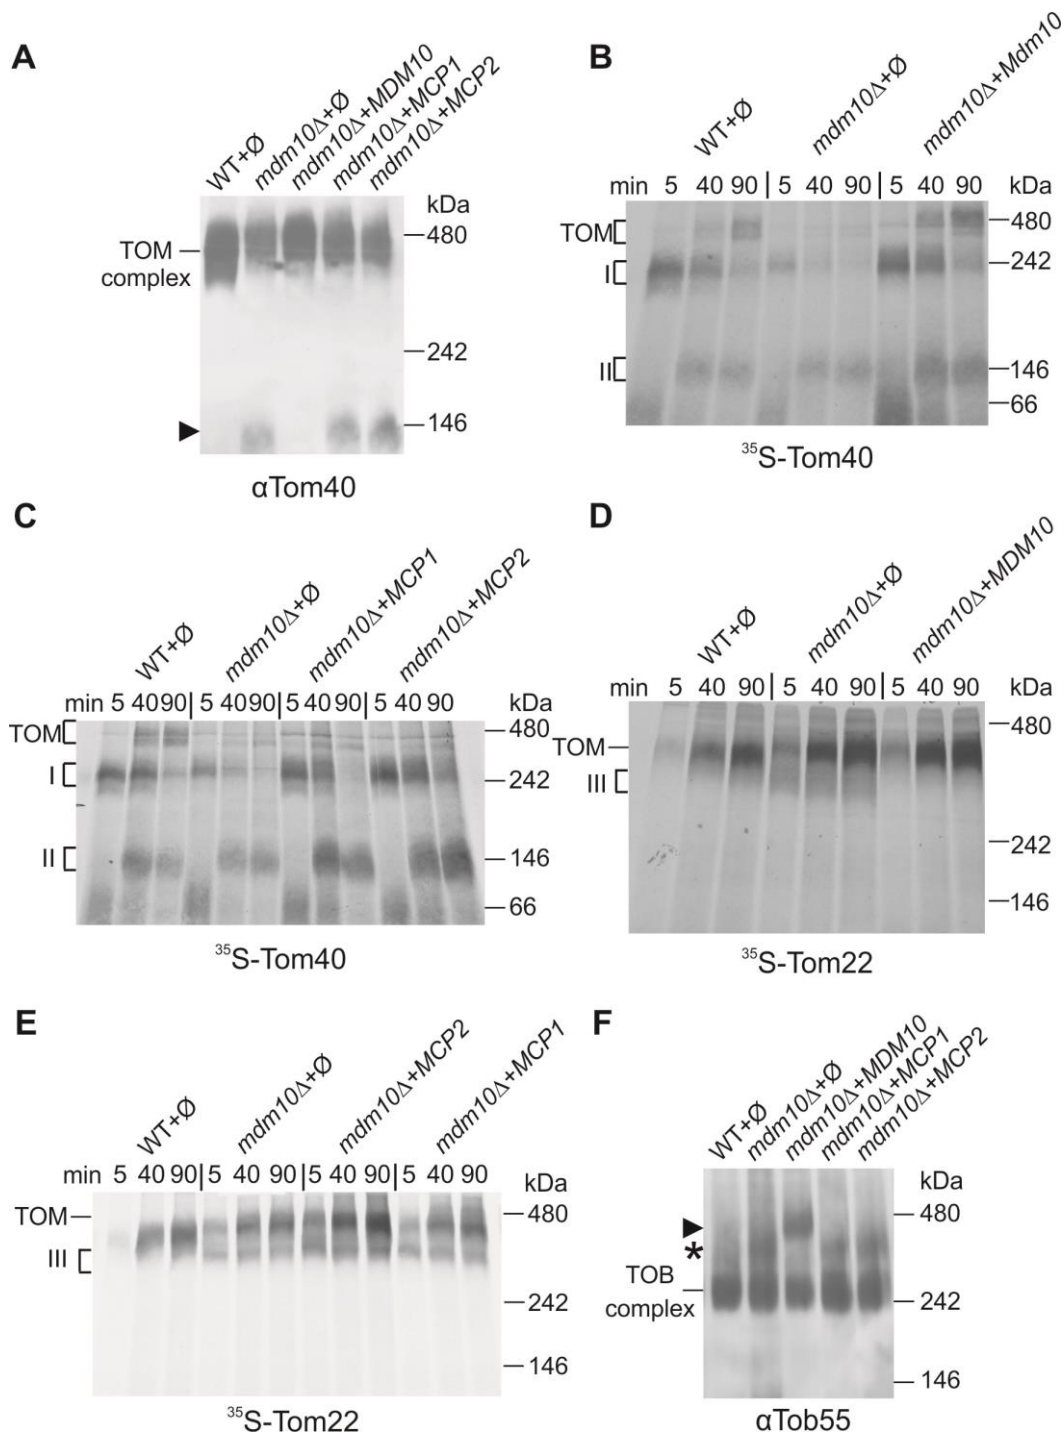 A
WT+Ø
mdm10Δ+Ø
mdm10Δ+MDM10
mdm10Δ+MCP1
mdm10Δ+MCP2
kDa
TOM complex
480
242
146
αTom40
B
WT+Ø
mdm10Δ+Ø
mdm10Δ+Mdm10
min 5 40 90 | 5 40 90 | 5 40 90 kDa
TOM
480
I
242
II
146
66
³⁵S-Tom40
C
WT+Ø
mdm10Δ+Ø
mdm10Δ+MCP1
mdm10Δ+MCP2
min 5 40 90 | 5 40 90 | 5 40 90 | 5 40 90 kDa
TOM
480
I
242
II
146
66
³⁵S-Tom40
D
WT+Ø
mdm10Δ+Ø
mdm10Δ+MDM10
min 5 40 90 | 5 40 90 | 5 40 90 kDa
480
TOM
III
242
146
³⁵S-Tom22
E
WT+Ø
mdm10Δ+Ø
mdm10Δ+MCP2
mdm10Δ+MCP1
min 5 40 90 | 5 40 90 | 5 40 90 | 5 40 90 kDa
TOM
480
III
242
146
³⁵S-Tom22
F
WT+Ø
mdm10Δ+Ø
mdm10Δ+MDM10
mdm10Δ+MCP1
mdm10Δ+MCP2
kDa
480
*
TOB
complex
242
146
αTob55